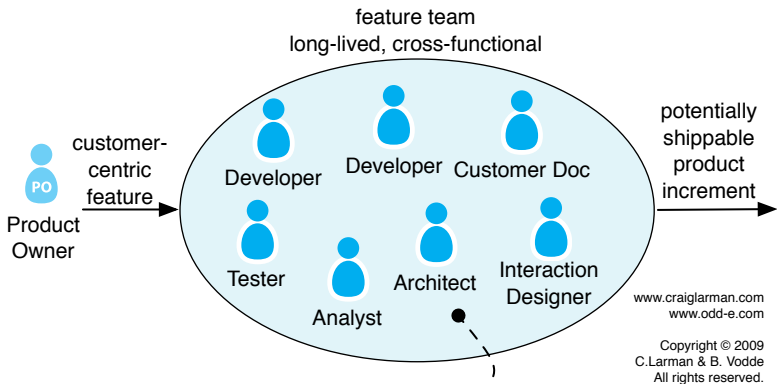 feature team
long-lived, cross-functional
customer-
centric
feature
PO
Product
Owner
Developer
Developer
Customer Doc
Tester
Analyst
Architect
Interaction
Designer
potentially
shippable
product
increment
www.craiglarman.com
www.odd-e.com
Copyright © 2009
C.Larman & B. Vodde
All rights reserved.